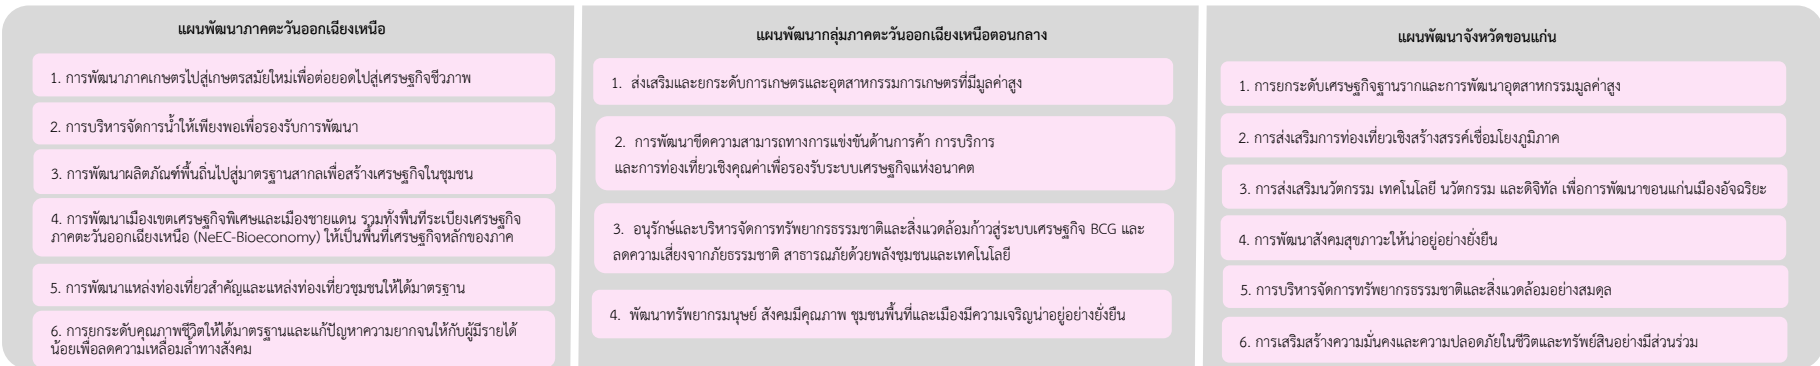 แผนพัฒนาภาคตะวันออกเฉียงเหนือ
1. การพัฒนาภาคเกษตรไปสู่เกษตรสมัยใหม่เพื่อต่อยอดไปสู่เศรษฐกิจชีวภาพ
2. การบริหารจัดการน้ำให้เพียงพอเพื่อรองรับการพัฒนา
3. การพัฒนาผลิตภัณฑ์พื้นถิ่นไปสู่มาตรฐานสากลเพื่อสร้างเศรษฐกิจในชุมชน
4. การพัฒนาเมืองเขตเศรษฐกิจพิเศษและเมืองชายแดน รวมทั้งพื้นที่ระเบียงเศรษฐกิจ
ภาคตะวันออกเฉียงเหนือ (NeEC-Bioeconomy) ให้เป็นพื้นที่เศรษฐกิจหลักของภาค
5. การพัฒนาแหล่งท่องเที่ยวสำคัญและแหล่งท่องเที่ยวชุมชนให้ได้มาตรฐาน
6. การยกระดับคุณภาพชีวิตให้ได้มาตรฐานและแก้ปัญหาความยากจนให้กับผู้มีรายได้
น้อยเพื่อลดความเหลื่อมล้ำทางสังคม
แผนพัฒนากลุ่มภาคตะวันออกเฉียงเหนือตอนกลาง
1. ส่งเสริมและยกระดับการเกษตรและอุตสาหกรรมการเกษตรที่มีมูลค่าสูง
2. การพัฒนาขีดความสามารถทางการแข่งขันด้านการค้า การบริการ
และการท่องเที่ยวเชิงคุณค่าเพื่อรองรับระบบเศรษฐกิจแห่งอนาคต
3. อนุรักษ์และบริหารจัดการทรัพยากรธรรมชาติและสิ่งแวดล้อมก้าวสู่ระบบเศรษฐกิจ BCG และ
ลดความเสี่ยงจากภัยธรรมชาติ สาธารณภัยด้วยพลังชุมชนและเทคโนโลยี
4. พัฒนาทรัพยากรมนุษย์ สังคมมีคุณภาพ ชุมชนพื้นที่และเมืองมีความเจริญน่าอยู่อย่างยั่งยืน
แผนพัฒนาจังหวัดขอนแก่น
1. การยกระดับเศรษฐกิจฐานรากและการพัฒนาอุตสาหกรรมมูลค่าสูง
2. การส่งเสริมการท่องเที่ยวเชิงสร้างสรรค์เชื่อมโยงภูมิภาค
3. การส่งเสริมนวัตกรรม เทคโนโลยี นวัตกรรม และดิจิทัล เพื่อการพัฒนาขอนแก่นเมืองอัจฉริยะ
4. การพัฒนาสังคมสุขภาวะให้น่าอยู่อย่างยั่งยืน
5. การบริหารจัดการทรัพยากรธรรมชาติและสิ่งแวดล้อมอย่างสมดุล
6. การเสริมสร้างความมั่นคงและความปลอดภัยในชีวิตและทรัพย์สินอย่างมีส่วนร่วม